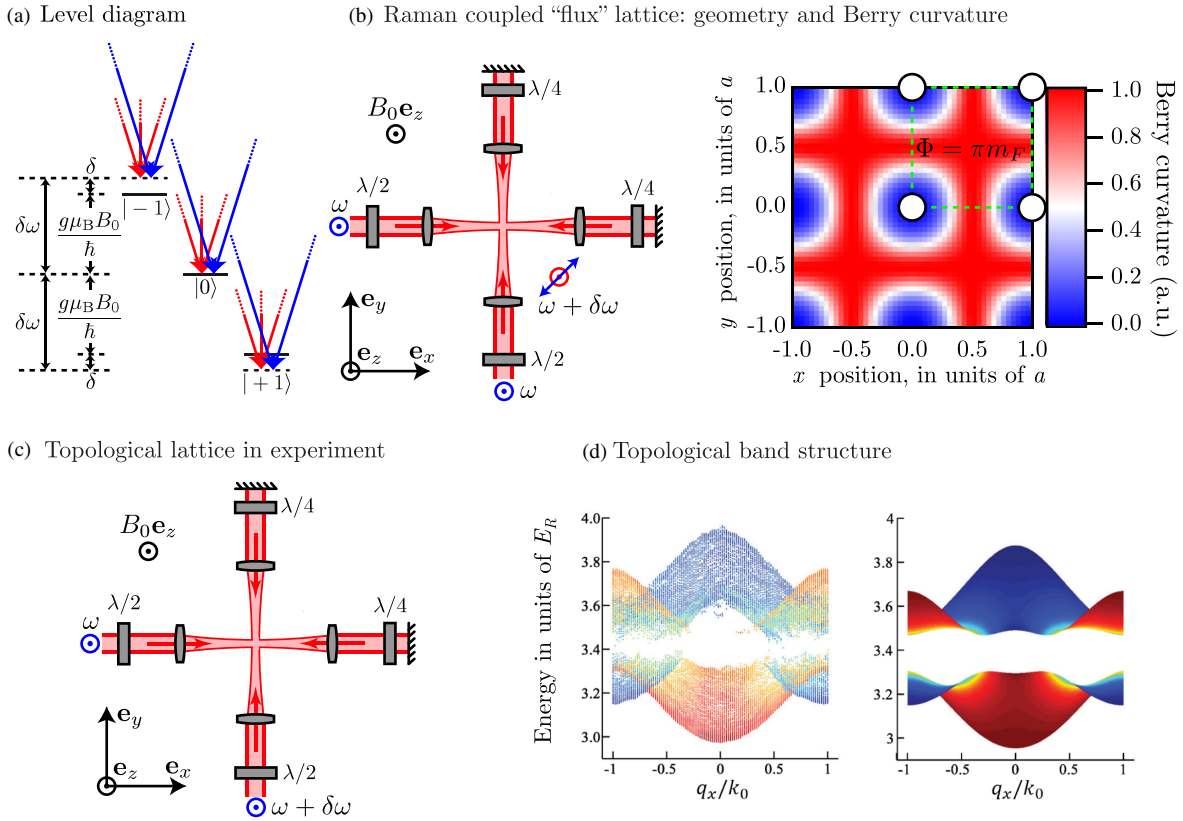 (a) Level diagram
δ
|−1⟩
δω
gμ_B B_0
ħ
|0⟩
δω
gμ_B B_0
ħ
δ
|+1⟩
(b) Raman coupled “flux” lattice: geometry and Berry curvature
λ/4
B_0 e_z
λ/2
λ/4
ω
ω + δω
e_y
e_z
e_x
λ/2
ω
1.0
0.5
0.0
-0.5
-1.0
y position, in units of a
Φ = πm_F
-1.0 -0.5 0.0 0.5 1.0
x position, in units of a
1.0
0.8
0.6
0.4
0.2
0.0
Berry curvature (a.u.)
(c) Topological lattice in experiment
λ/4
B_0 e_z
λ/2
λ/4
ω
e_y
e_z
e_x
λ/2
ω + δω
(d) Topological band structure
Energy in units of E_R
4.0
3.8
3.6
3.4
3.2
3.0
-1 -0.5 0 0.5 1
q_x/k_0
4
3.8
3.6
3.4
3.2
3
-1 -0.5 0 0.5 1
q_x/k_0